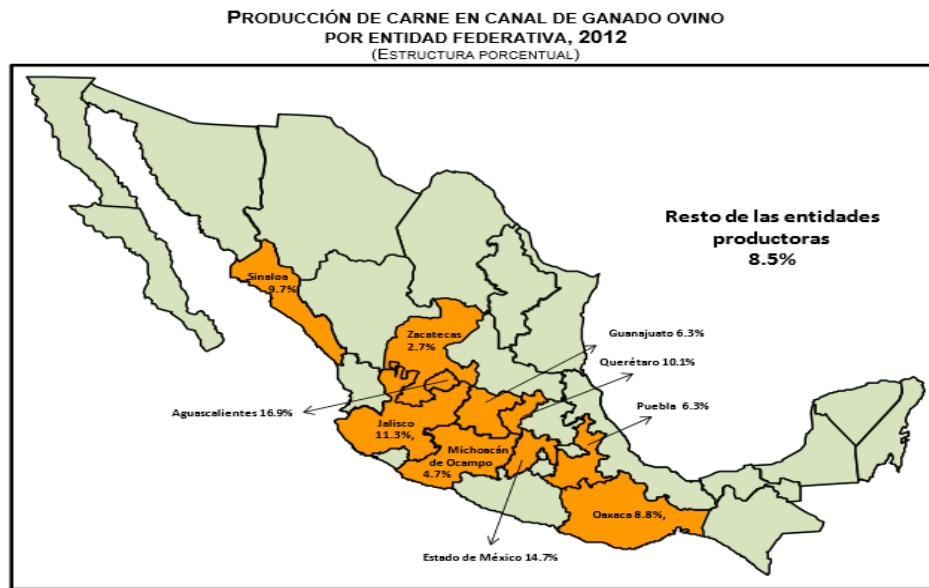 PRODUCCIÓN DE CARNE EN CANAL DE GANADO OVINO
POR ENTIDAD FEDERATIVA, 2012
(ESTRUCTURA PORCENTUAL)
Resto de las entidades
productoras
8.5%
Sinaloa
9.7%
Zacatecas
2.7%
Guanajuato 6.3%
Querétaro 10.1%
Aguascalientes 16.9%
Puebla 6.3%
Jalisco
11.3%,
Michoacán
de Ocampo
4.7%
Oaxaca 8.8%,
Estado de México 14.7%